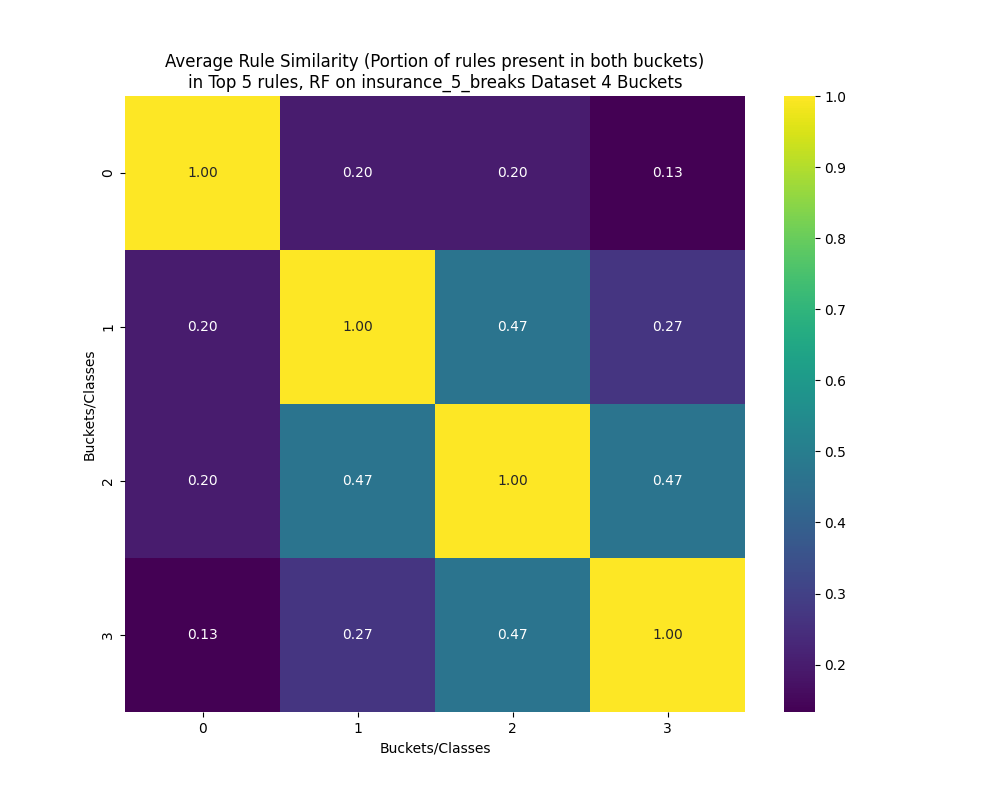 Average Rule Similarity (Portion of rules present in both buckets)
in Top 5 rules, RF on insurance_5_breaks Dataset 4 Buckets
1.0
0.9
0.8
0.7
0.6
0.5
0.4
0.3
0.2
0 1.00 0.20 0.20 0.13
1 0.20 1.00 0.47 0.27
Buckets/Classes
2 0.20 0.47 1.00 0.47
3 0.13 0.27 0.47 1.00
0 1 2 3
Buckets/Classes